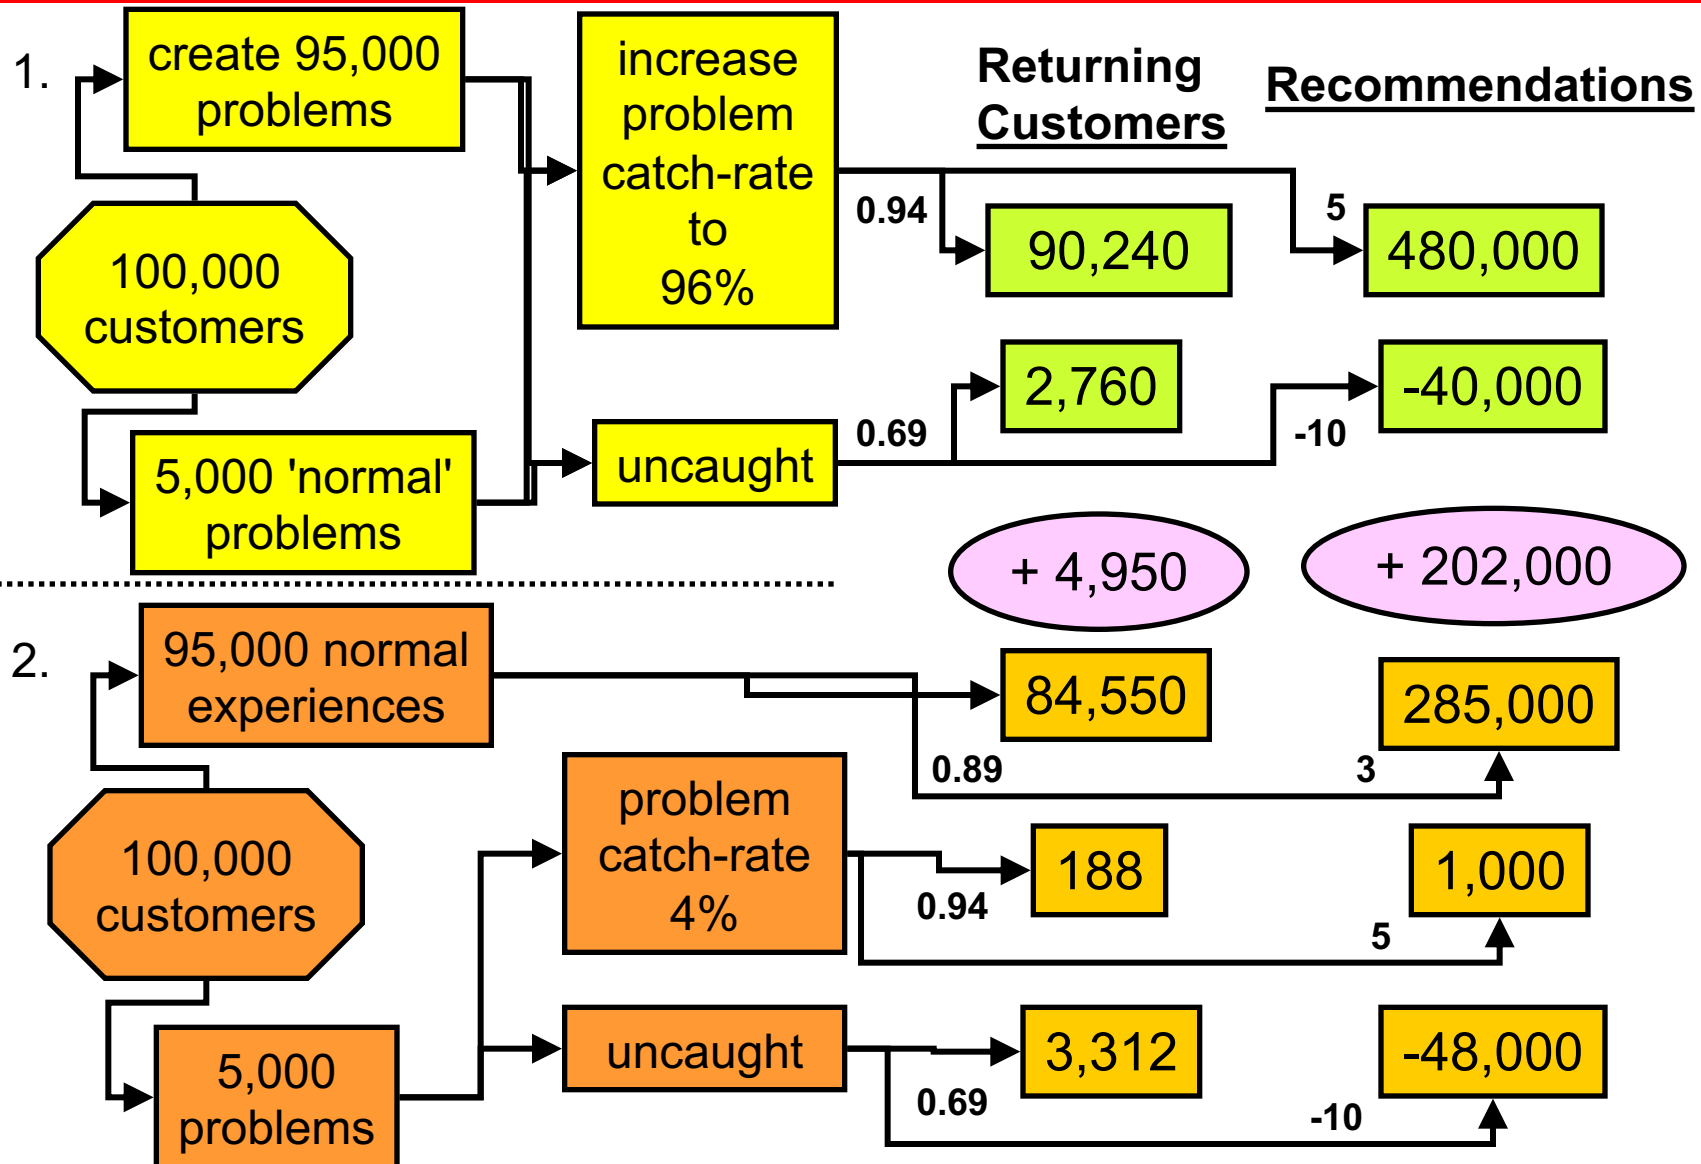 1.
create 95,000
problems
increase
problem
catch-rate
to
96%
Returning
Customers
Recommendations
0.94
5
90,240
480,000
100,000
customers
2,760
-40,000
0.69
-10
uncaught
5,000 'normal'
problems
+ 4,950
+ 202,000
2.
95,000 normal
experiences
84,550
285,000
0.89
3
problem
catch-rate
4%
100,000
customers
188
1,000
0.94
5
uncaught
3,312
-48,000
0.69
-10
5,000
problems